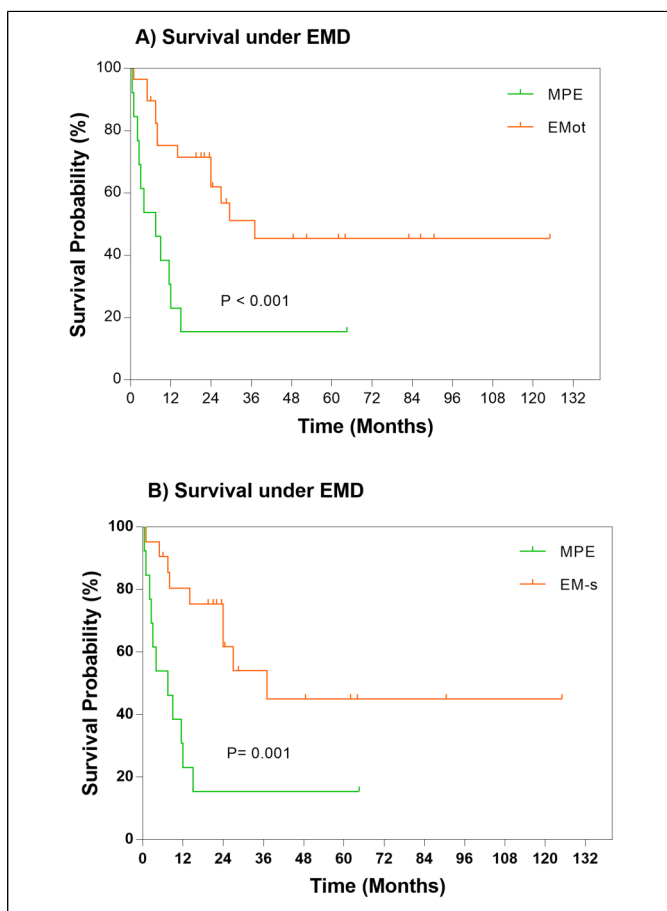 A) Survival under EMD
100
80
60
40
20
0
Survival Probability (%)
MPE
EMot
P < 0.001
0 12 24 36 48 60 72 84 96 108 120 132
Time (Months)
B) Survival under EMD
100
80
60
40
20
0
Survival Probability (%)
MPE
EM-s
P= 0.001
0 12 24 36 48 60 72 84 96 108 120 132
Time (Months)